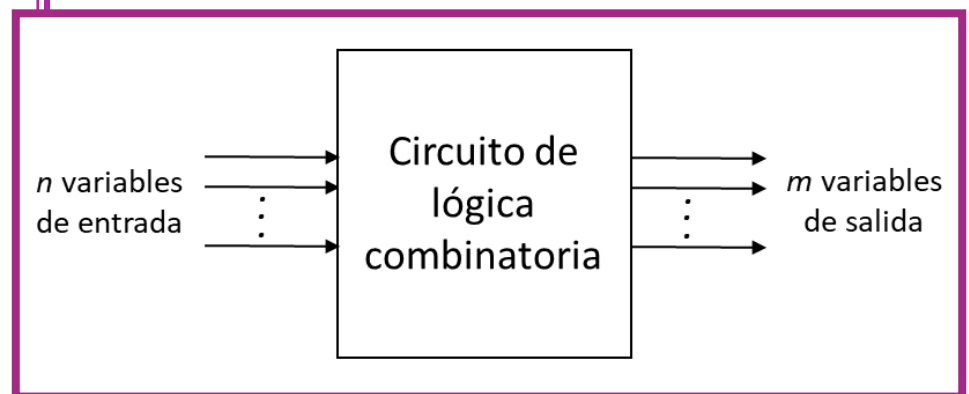 n variables
de entrada
Circuito de
lógica
combinatoria
m variables
de salida